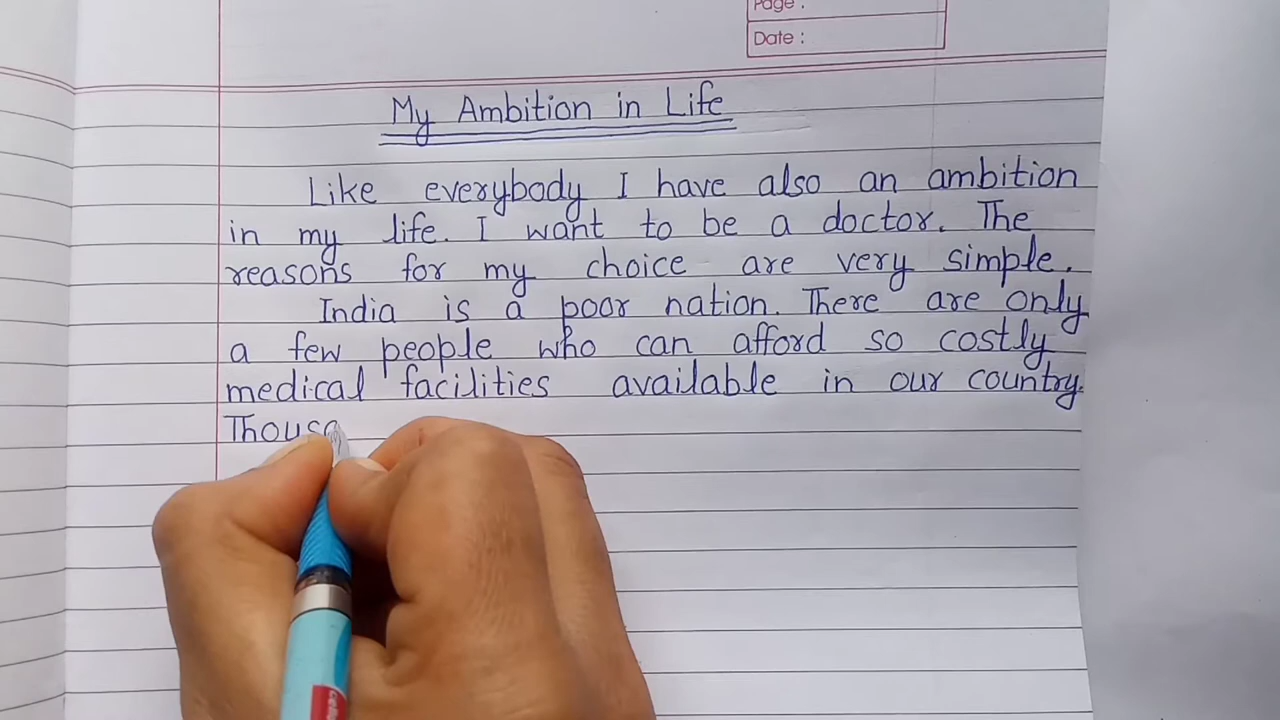 Page :
Date :
My Ambition in Life
Like everybody I have also an ambition
in my life. I want to be a doctor. The
reasons for my choice are very simple.
India is a poor nation. There are only
a few people who can afford so costly
medical facilities available in our country.
Thousa